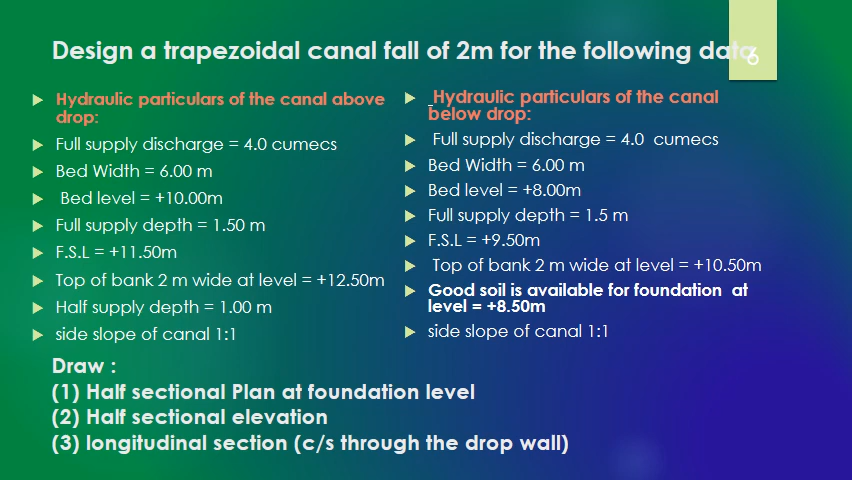 Design a trapezoidal canal fall of 2m for the following data
6
Hydraulic particulars of the canal above
drop:
Full supply discharge = 4.0 cumecs
Bed Width = 6.00 m
Bed level = +10.00m
Full supply depth = 1.50 m
F.S.L = +11.50m
Top of bank 2 m wide at level = +12.50m
Half supply depth = 1.00 m
side slope of canal 1:1
Hydraulic particulars of the canal
below drop:
Full supply discharge = 4.0 cumecs
Bed Width = 6.00 m
Bed level = +8.00m
Full supply depth = 1.5 m
F.S.L = +9.50m
Top of bank 2 m wide at level = +10.50m
Good soil is available for foundation at
level = +8.50m
side slope of canal 1:1
Draw :
(1) Half sectional Plan at foundation level
(2) Half sectional elevation
(3) longitudinal section (c/s through the drop wall)